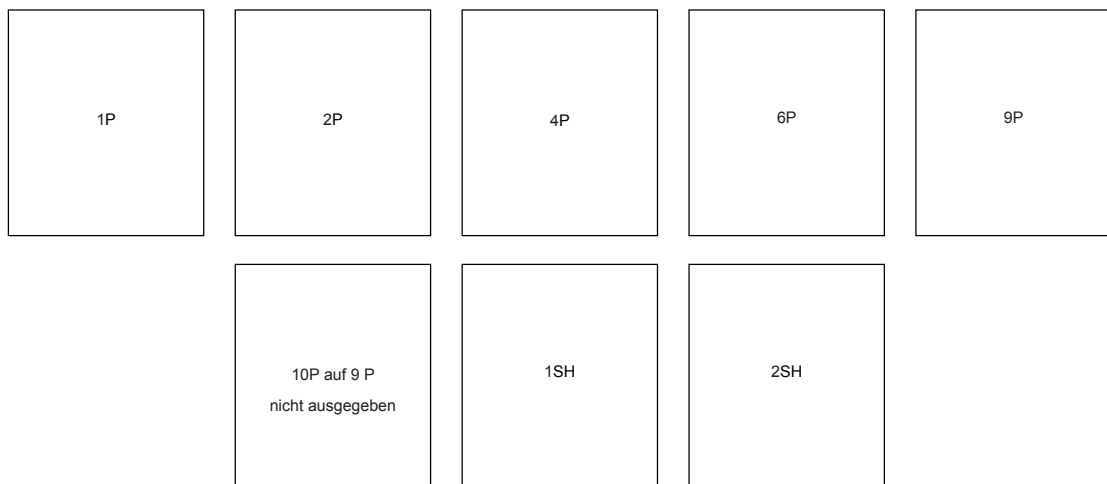 1P
2P
4P
6P
9P
10P auf 9 P
nicht ausgegeben
1SH
2SH